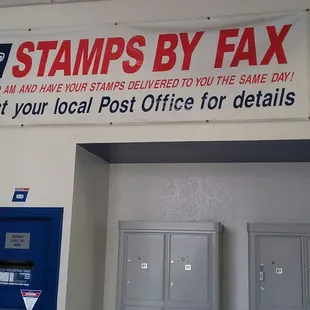 STAMPS BY FAX
AM AND HAVE YOUR STAMPS DELIVERED TO YOU THE SAME DAY!
ct your local Post Office for details